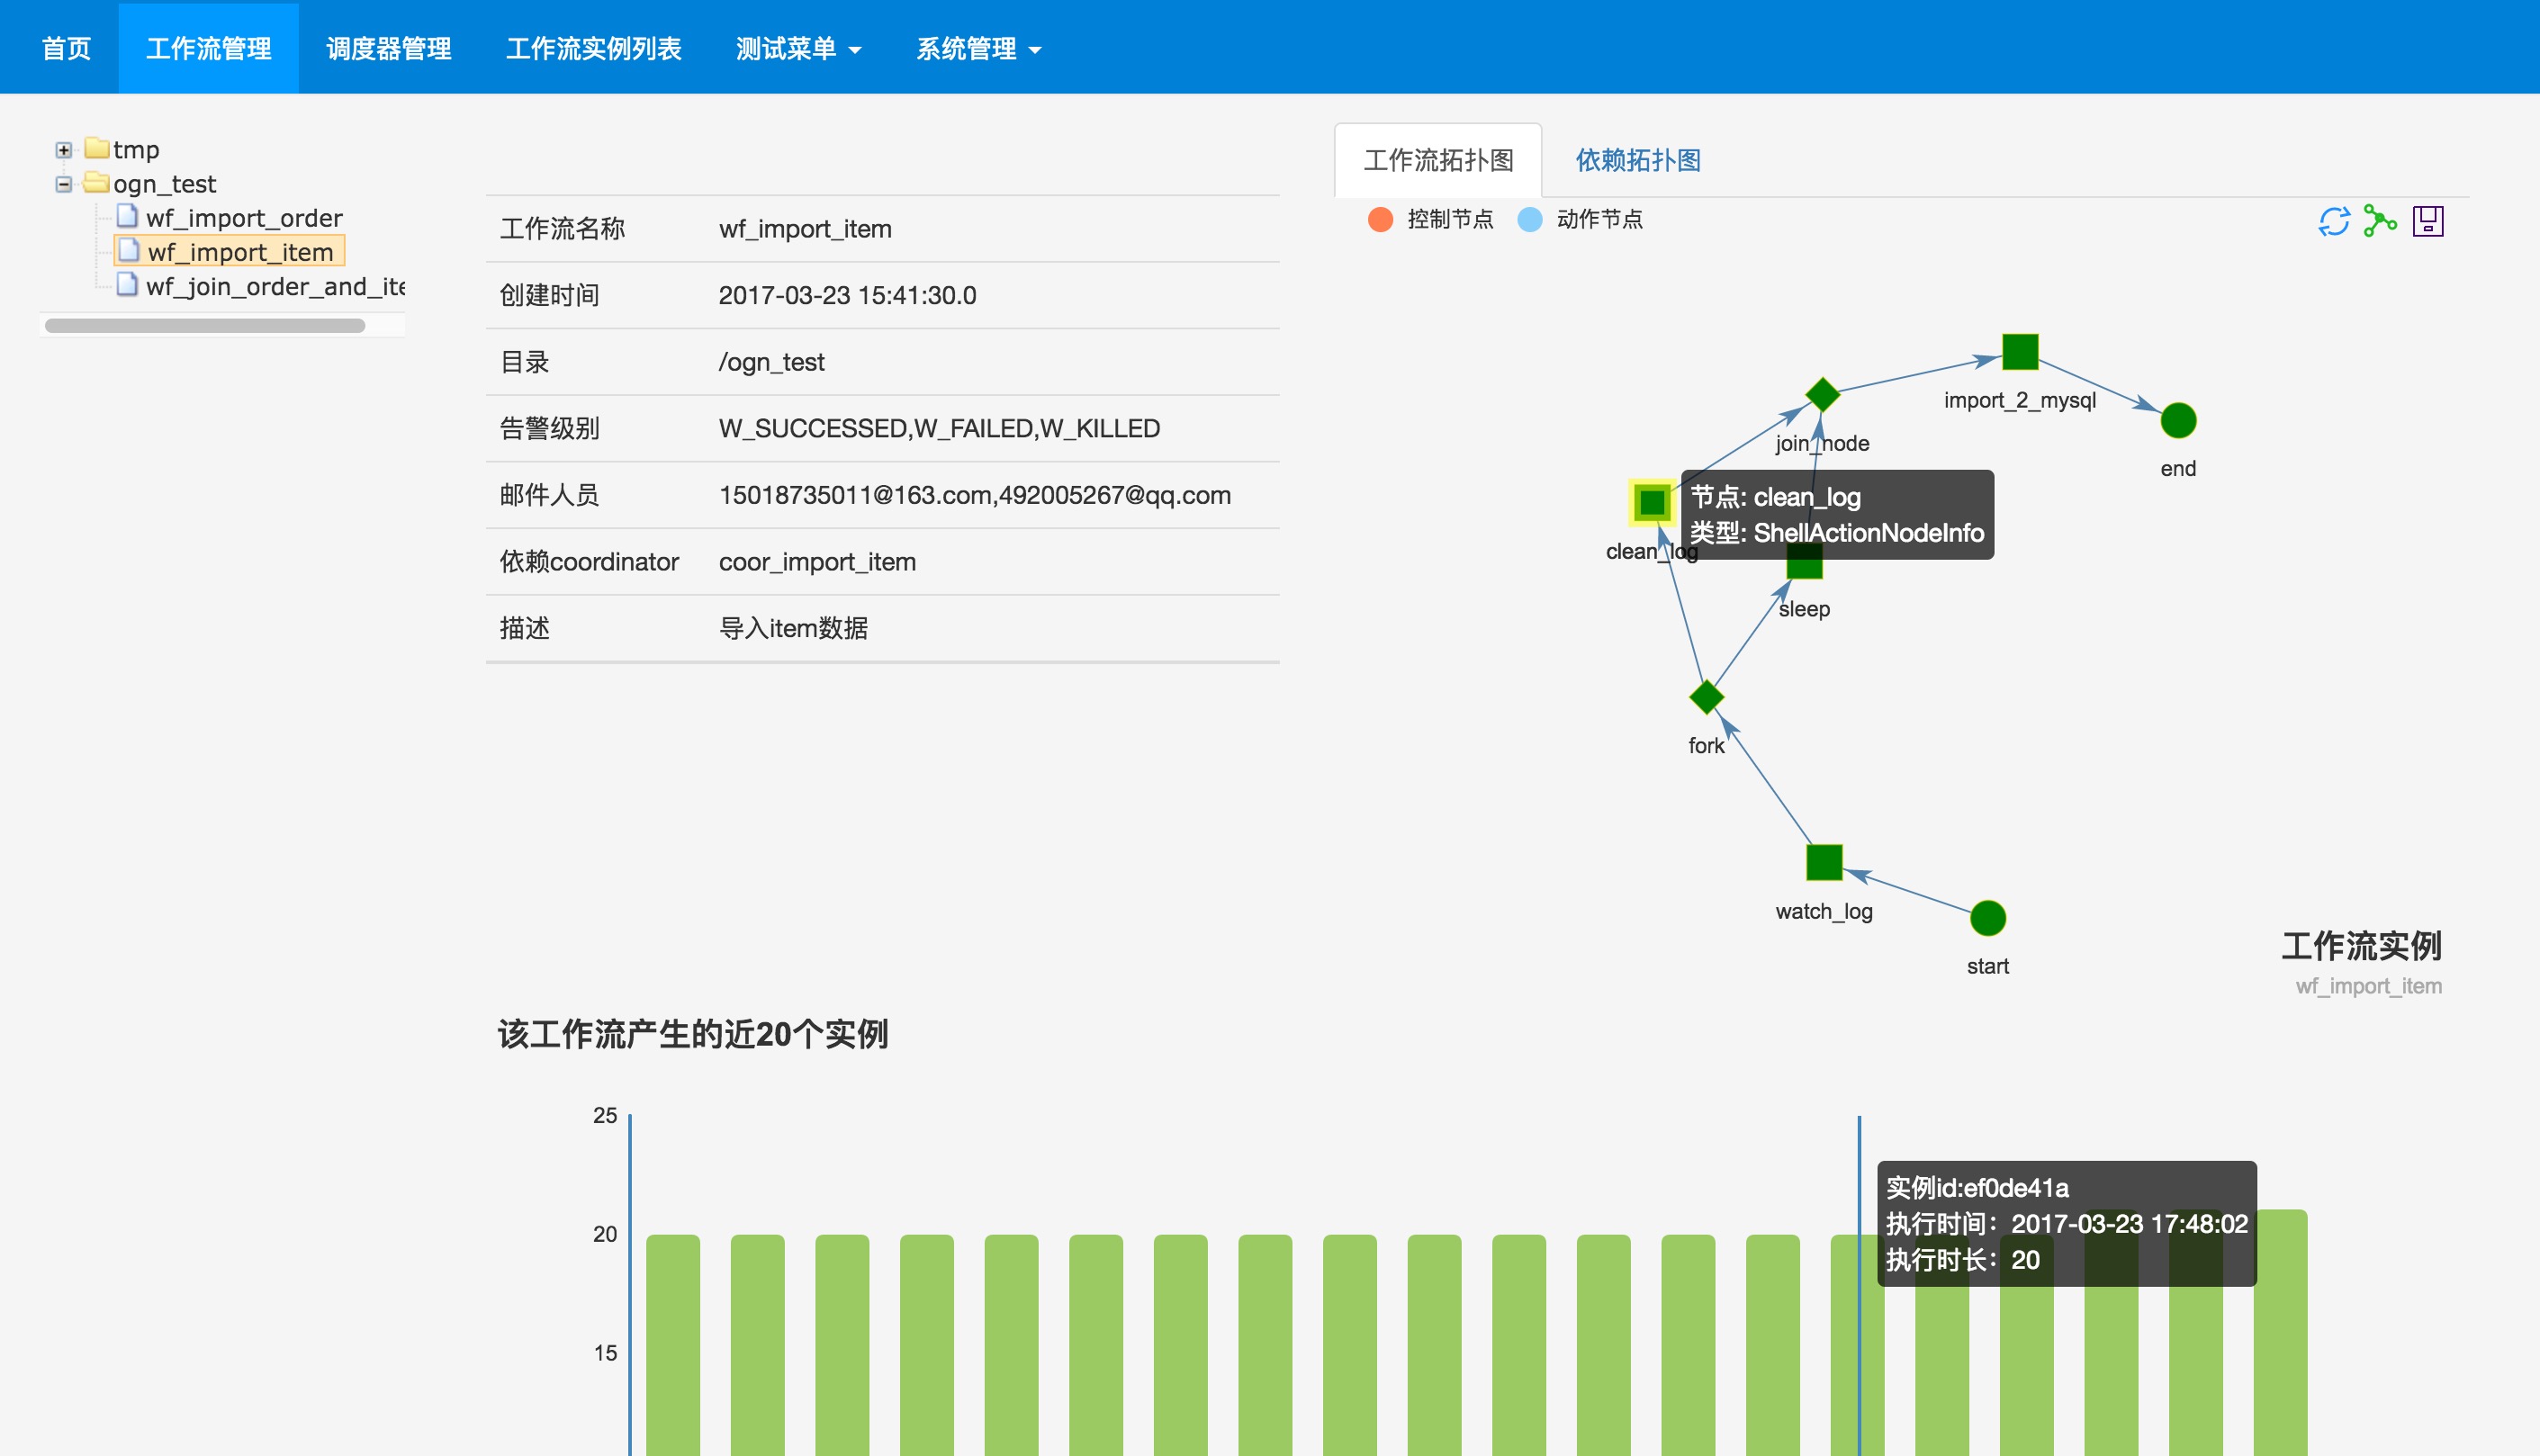 首页 工作流管理 调度器管理 工作流实例列表 测试菜单 系统管理
tmp
ogn_test
wf_import_order
wf_import_item
wf_join_order_and_ite
工作流名称 wf_import_item
创建时间 2017-03-23 15:41:30.0
目录 /ogn_test
告警级别 W_SUCCESSED,W_FAILED,W_KILLED
邮件人员 15018735011@163.com,492005267@qq.com
依赖coordinator coor_import_item
描述 导入item数据
工作流拓扑图 依赖拓扑图
控制节点 动作节点
import_2_mysql
join_node
end
节点: clean_log
类型: ShellActionNodeInfo
clean_log
sleep
fork
watch_log
start
工作流实例
wf_import_item
该工作流产生的近20个实例
25
20
15
实例id:ef0de41a
执行时间：2017-03-23 17:48:02
执行时长：20